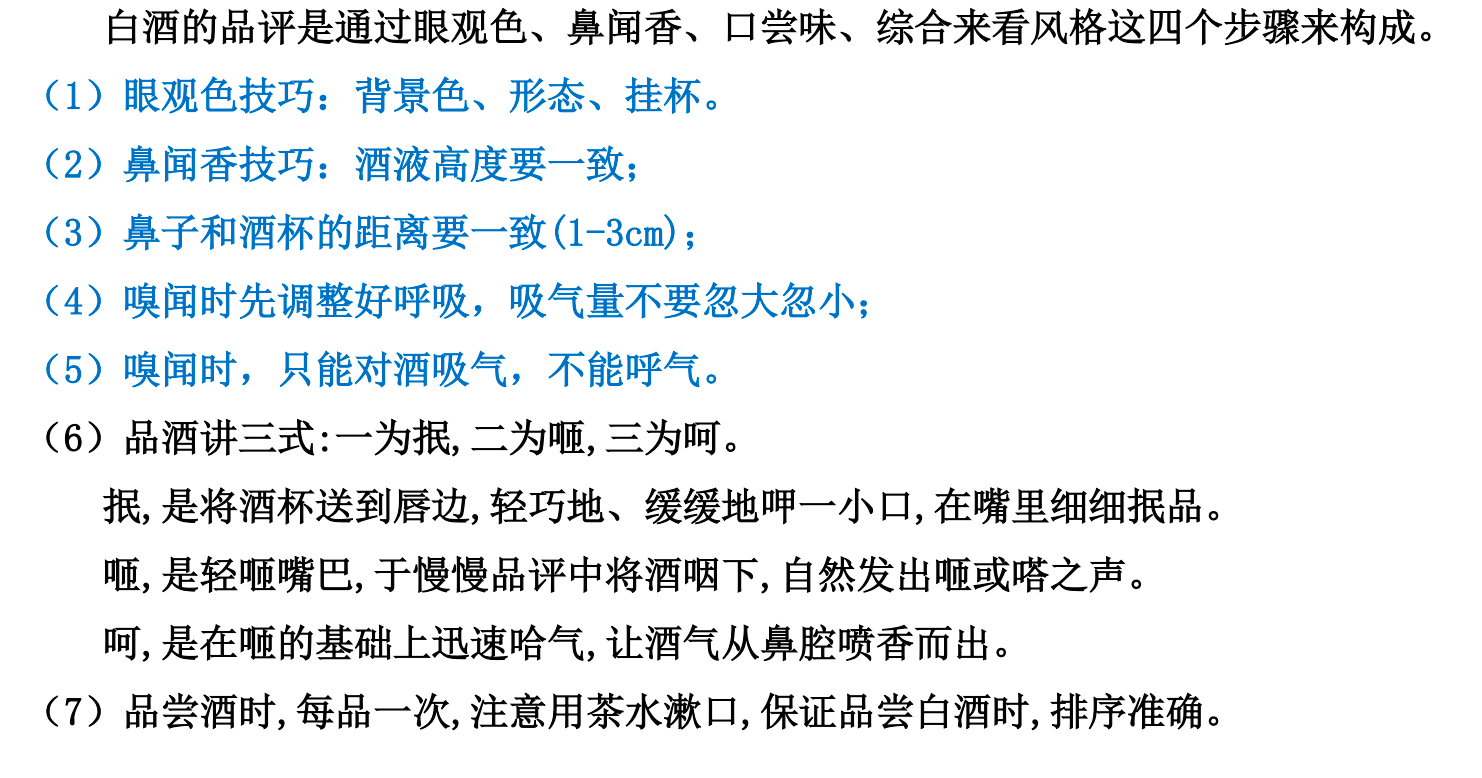 白酒的品评是通过眼观色、鼻闻香、口尝味、综合来看风格这四个步骤来构成。
（1）眼观色技巧：背景色、形态、挂杯。
（2）鼻闻香技巧：酒液高度要一致；
（3）鼻子和酒杯的距离要一致(1-3cm)；
（4）嗅闻时先调整好呼吸，吸气量不要忽大忽小；
（5）嗅闻时，只能对酒吸气，不能呼气。
（6）品酒讲三式:一为抿,二为咂,三为呵。
抿,是将酒杯送到唇边,轻巧地、缓缓地呷一小口,在嘴里细细抿品。
咂,是轻咂嘴巴,于慢慢品评中将酒咽下,自然发出咂或嗒之声。
呵,是在咂的基础上迅速哈气,让酒气从鼻腔喷香而出。
（7）品尝酒时,每品一次,注意用茶水漱口,保证品尝白酒时,排序准确。